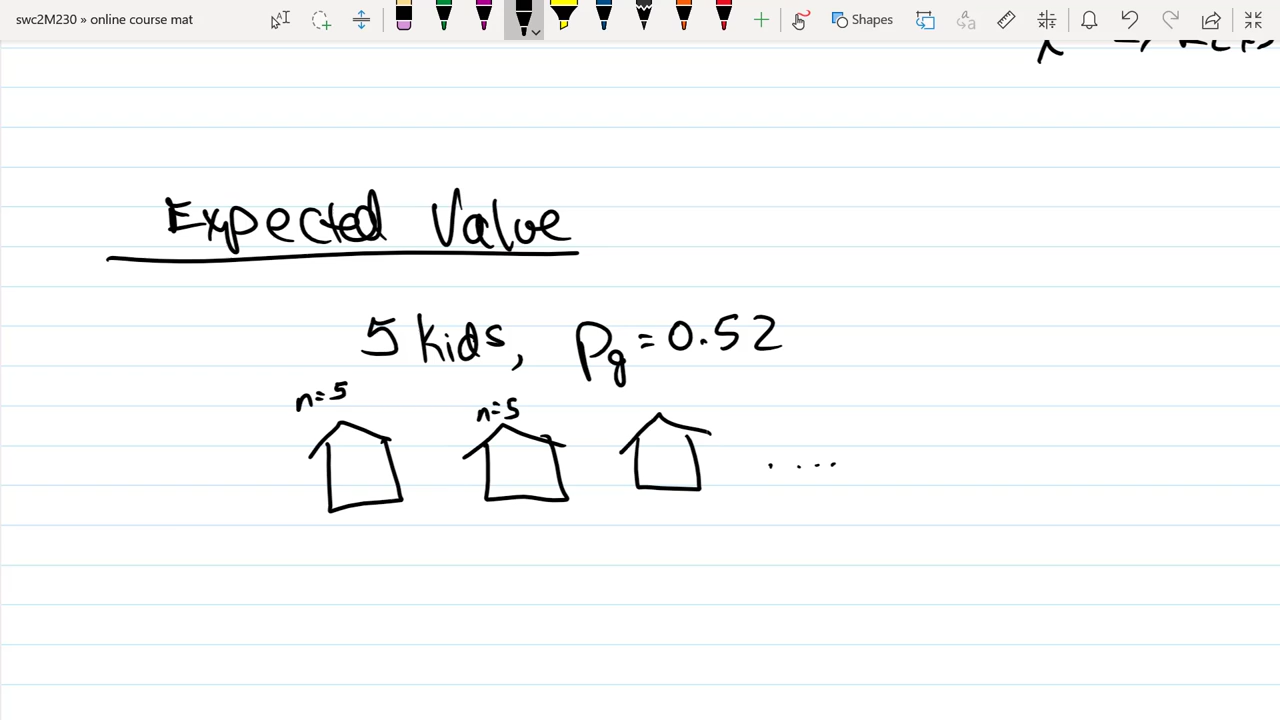 swc2M230 » online course mat
Shapes
Expected Value
5 kids, Pg = 0.52
n=5
n=5
....